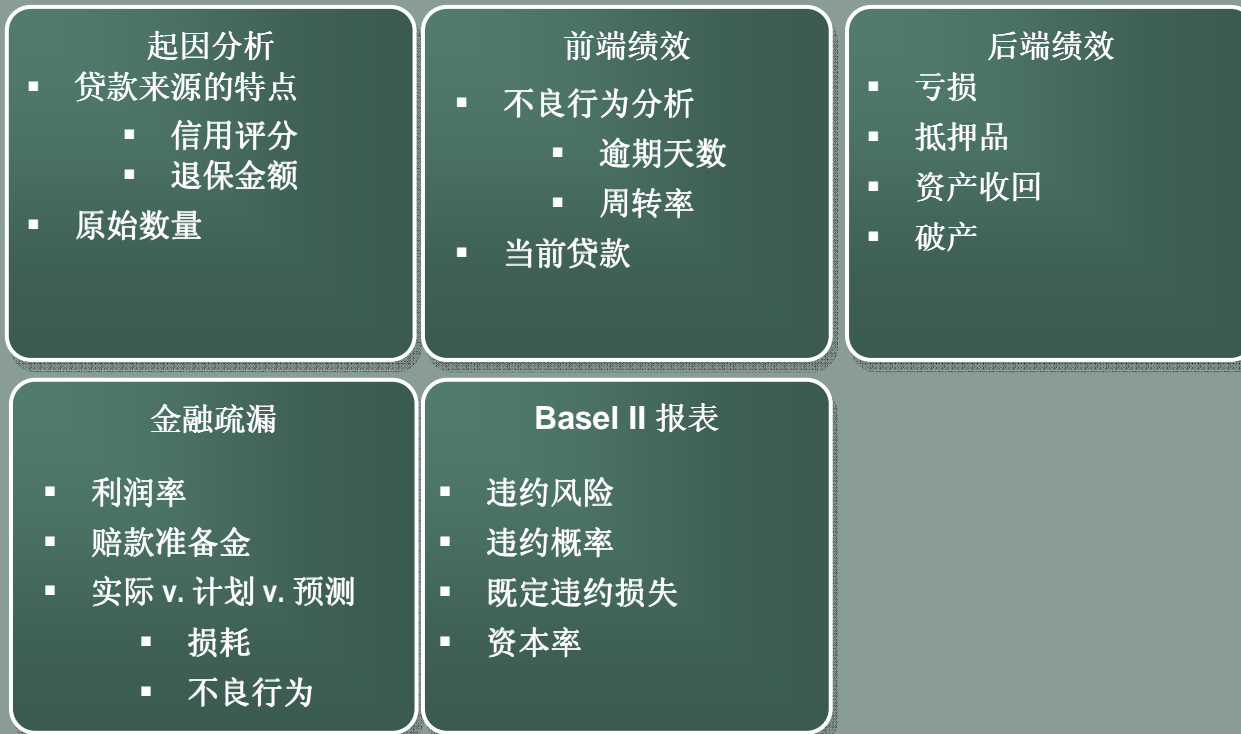 起因分析
▪ 贷款来源的特点
▪ 信用评分
▪ 退保金额
▪ 原始数量
前端绩效
▪ 不良行为分析
▪ 逾期天数
▪ 周转率
▪ 当前贷款
后端绩效
▪ 亏损
▪ 抵押品
▪ 资产收回
▪ 破产
金融疏漏
▪ 利润率
▪ 赔款准备金
▪ 实际 v. 计划 v. 预测
▪ 损耗
▪ 不良行为
Basel II 报表
▪ 违约风险
▪ 违约概率
▪ 既定违约损失
▪ 资本率